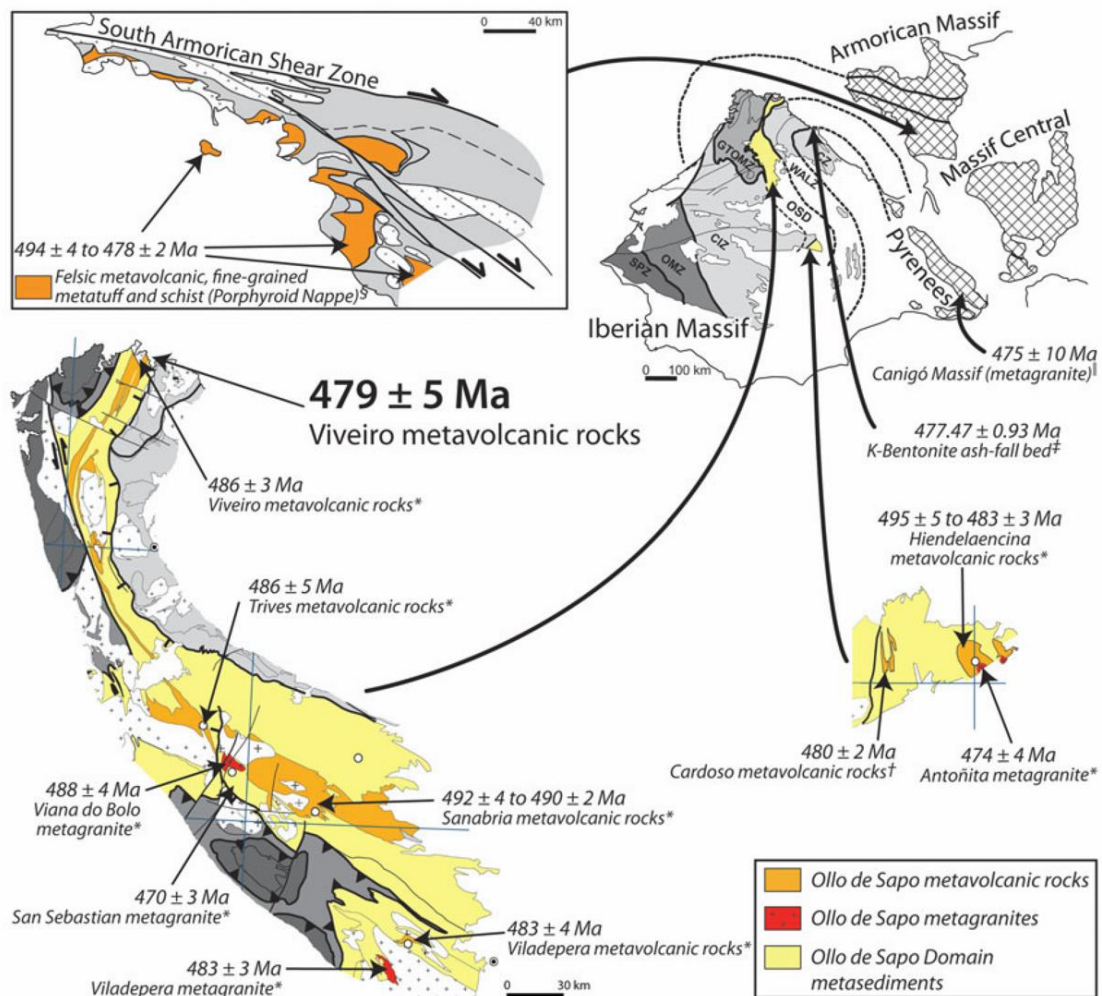 0 40 km
South Armorican Shear Zone
494 ± 4 to 478 ± 2 Ma
Felsic metavolcanic, fine-grained
metatuff and schist (Porphyroid Nappe)§
Armorican Massif
Massif Central
Pyrenees
GTOMZ
WALZ
CZ
OSD
CIZ
OMZ
SPZ
Iberian Massif
0 100 km
475 ± 10 Ma
Canigó Massif (metagranite)‖
477.47 ± 0.93 Ma
K-Bentonite ash-fall bed‡
479 ± 5 Ma
Viveiro metavolcanic rocks
486 ± 3 Ma
Viveiro metavolcanic rocks*
495 ± 5 to 483 ± 3 Ma
Hiendelaencina
metavolcanic rocks*
486 ± 5 Ma
Trives metavolcanic rocks*
480 ± 2 Ma
Cardoso metavolcanic rocks†
474 ± 4 Ma
Antoñita metagranite*
488 ± 4 Ma
Viana do Bolo
metagranite*
492 ± 4 to 490 ± 2 Ma
Sanabria metavolcanic rocks*
470 ± 3 Ma
San Sebastian metagranite*
483 ± 4 Ma
Viladepera metavolcanic rocks*
483 ± 3 Ma
Viladepera metagranite*
0 30 km
Ollo de Sapo metavolcanic rocks
Ollo de Sapo metagranites
Ollo de Sapo Domain
metasediments